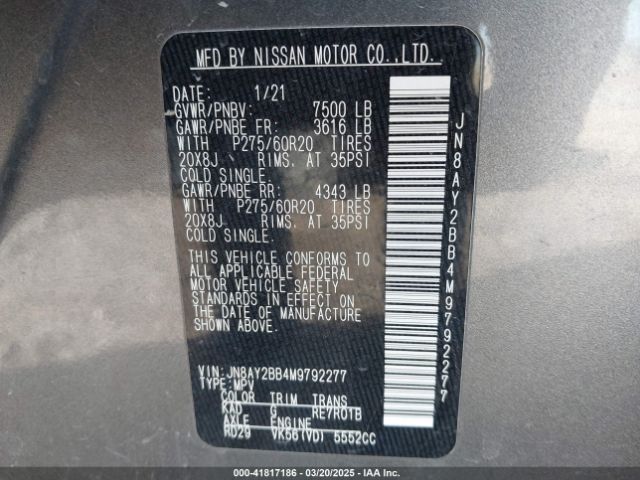 MFD BY NISSAN MOTOR CO.,LTD.
DATE: 1/21
GVWR/PNBV: 7500 LB
GAWR/PNBE FR: 3616 LB
WITH P275/60R20 TIRES
20X8J RIMS. AT 35PSI
COLD SINGLE.
GAWR/PNBE RR: 4343 LB
WITH P275/60R20 TIRES
20X8J RIMS. AT 35PSI
COLD SINGLE.
THIS VEHICLE CONFORMS TO
ALL APPLICABLE FEDERAL
MOTOR VEHICLE SAFETY
STANDARDS IN EFFECT ON
THE DATE OF MANUFACTURE
SHOWN ABOVE.
VIN: JN8AY2BB4M9792277
TYPE: MPV
COLOR TRIM TRANS
KAD G RE7R01B
AXLE ENGINE
RD29 VK56(VD) 5552CC
JN8AY2BB4M9792277
000-41817186 - 03/20/2025 - IAA Inc.